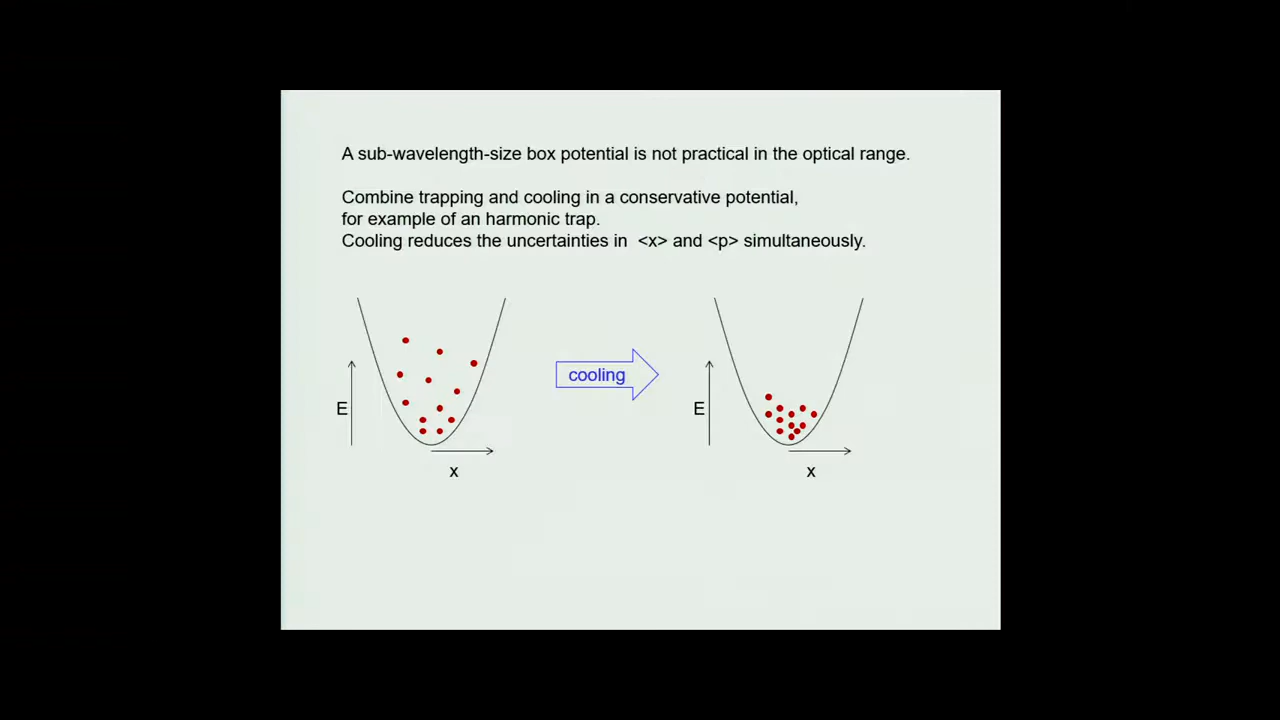 A sub-wavelength-size box potential is not practical in the optical range.
Combine trapping and cooling in a conservative potential,
for example of an harmonic trap.
Cooling reduces the uncertainties in  <x> and <p> simultaneously.
cooling
E
E
x
x